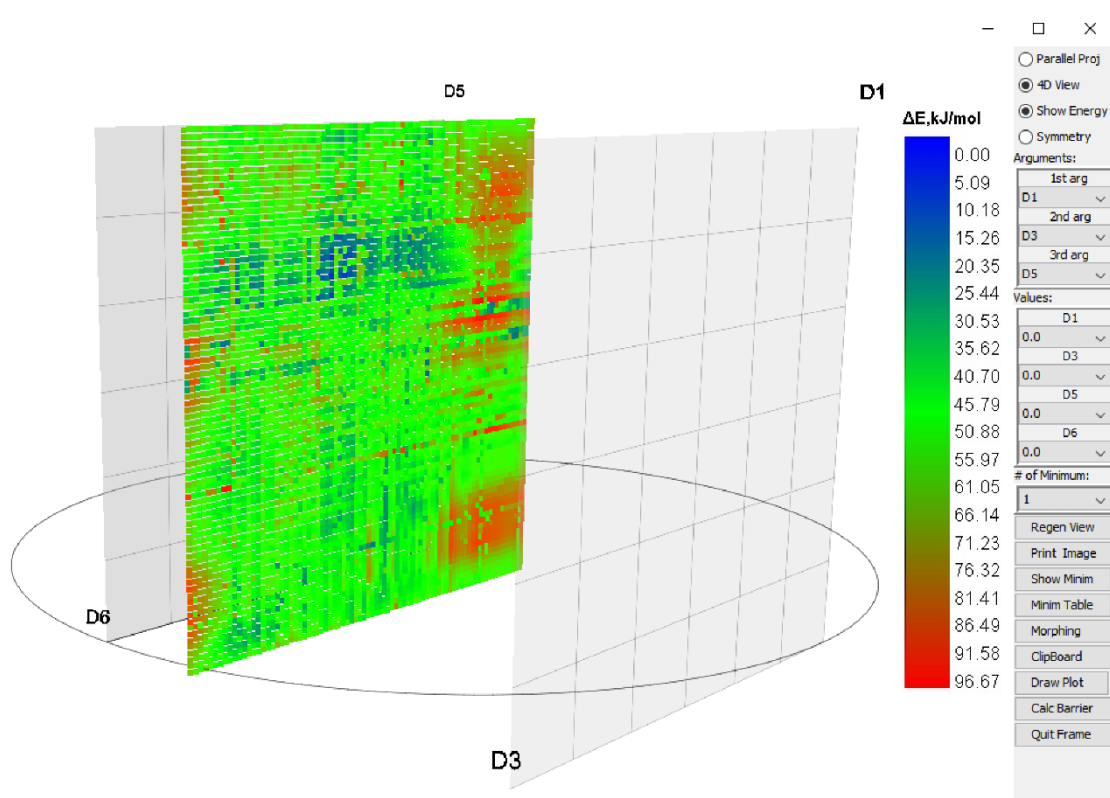 D5
D1
D6
D3
ΔE,kJ/mol
0.00
5.09
10.18
15.26
20.35
25.44
30.53
35.62
40.70
45.79
50.88
55.97
61.05
66.14
71.23
76.32
81.41
86.49
91.58
96.67
Parallel Proj
4D View
Show Energy
Symmetry
Arguments:
1st arg
D1
2nd arg
D3
3rd arg
D5
Values:
D1
0.0
D3
0.0
D5
0.0
D6
0.0
# of Minimum:
1
Regen View
Print Image
Show Minim
Minim Table
Morphing
ClipBoard
Draw Plot
Calc Barrier
Quit Frame